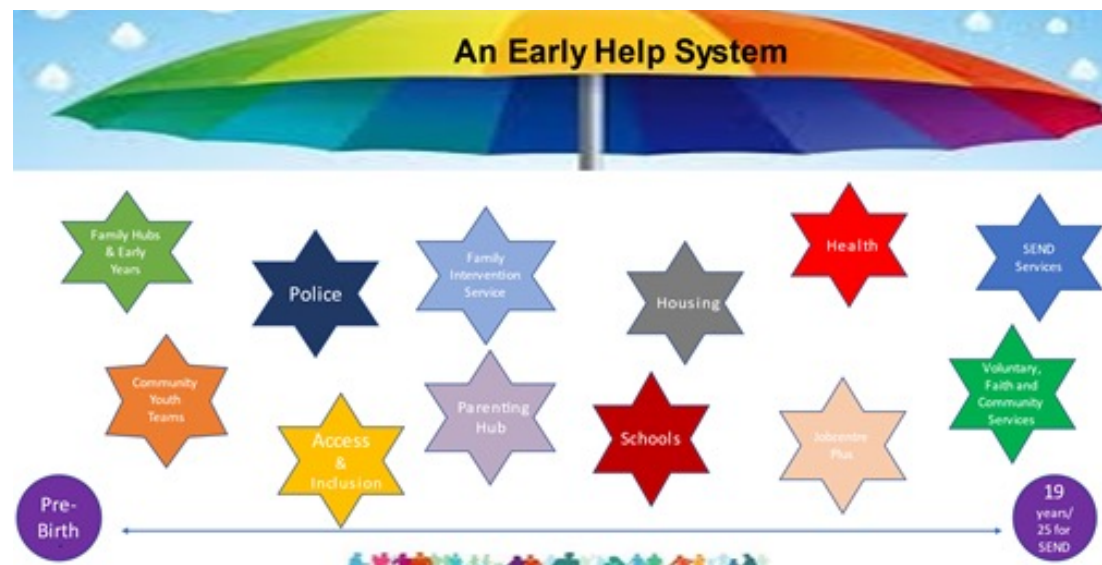 An Early Help System
Family Hubs
& Early
Years
Police
Family
Intervention
Service
Housing
Health
SEND
Services
Community
Youth
Teams
Access
&
Inclusion
Parenting
Hub
Schools
Jobcentre
Plus
Voluntary,
Faith and
Community
Services
Pre-
Birth
19
years/
25 for
SEND